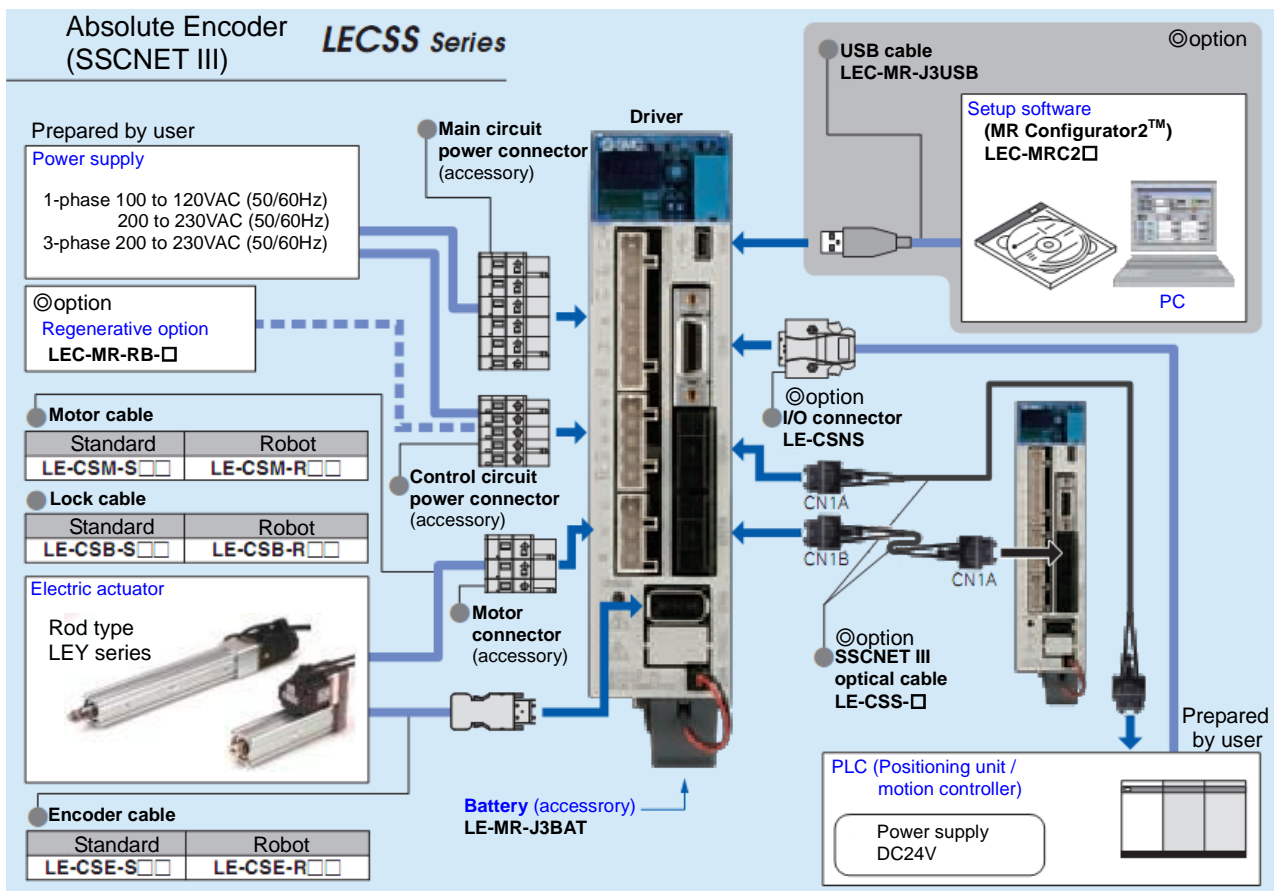 Absolute Encoder
(SSCNET III)
LECSS Series
◎option
USB cable
LEC-MR-J3USB
Setup software
(MR Configurator2™)
LEC-MRC2□
PC
Prepared by user
Power supply
1-phase 100 to 120VAC (50/60Hz)
200 to 230VAC (50/60Hz)
3-phase 200 to 230VAC (50/60Hz)
Main circuit
power connector
(accessory)
Driver
SMC
◎option
Regenerative option
LEC-MR-RB-□
Motor cable
Standard Robot
LE-CSM-S□□ LE-CSM-R□□
Lock cable
Standard Robot
LE-CSB-S□□ LE-CSB-R□□
Control circuit
power connector
(accessory)
◎option
I/O connector
LE-CSNS
CN1A
CN1B
CN1A
Electric actuator
Rod type
LEY series
Motor
connector
(accessory)
◎option
SSCNET III
optical cable
LE-CSS-□
Prepared
by user
PLC (Positioning unit /
motion controller)
Power supply
DC24V
Battery (accessrory)
LE-MR-J3BAT
Encoder cable
Standard Robot
LE-CSE-S□□ LE-CSE-R□□